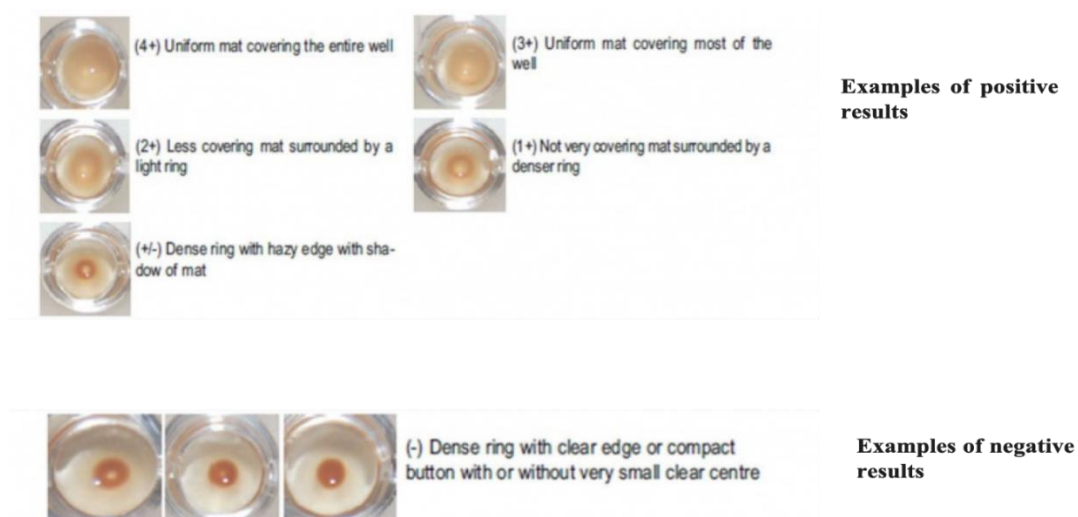 (4+) Uniform mat covering the entire well
(3+) Uniform mat covering most of the
well
Examples of positive
results
(2+) Less covering mat surrounded by a
light ring
(1+) Not very covering mat surrounded by a
denser ring
(+/-) Dense ring with hazy edge with sha-
dow of mat
(-) Dense ring with clear edge or compact
button with or without very small clear centre
Examples of negative
results